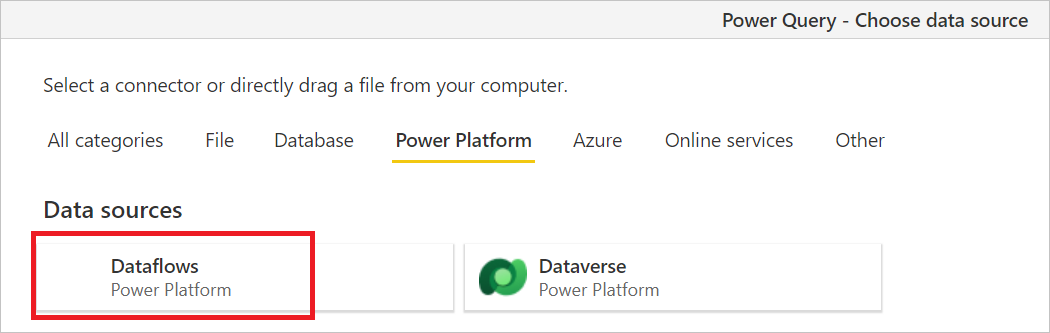 Power Query - Choose data source
Select a connector or directly drag a file from your computer.
All categories File Database Power Platform Azure Online services Other
Data sources
Dataflows
Power Platform
Dataverse
Power Platform